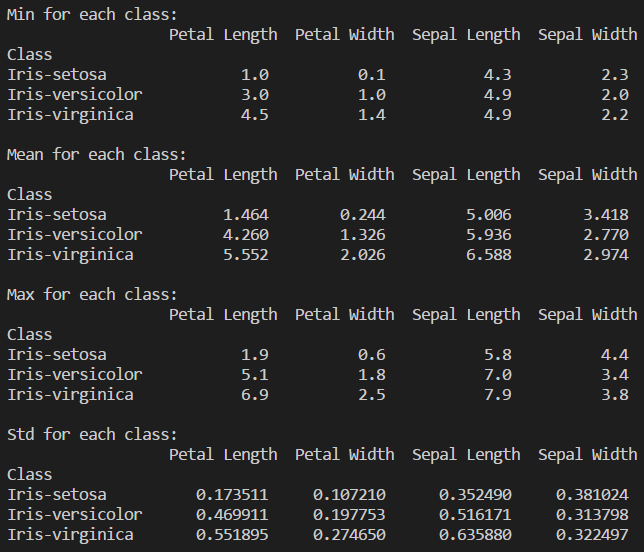 Min for each class:
Petal Length Petal Width Sepal Length Sepal Width
Class
Iris-setosa 1.0 0.1 4.3 2.3
Iris-versicolor 3.0 1.0 4.9 2.0
Iris-virginica 4.5 1.4 4.9 2.2
Mean for each class:
Petal Length Petal Width Sepal Length Sepal Width
Class
Iris-setosa 1.464 0.244 5.006 3.418
Iris-versicolor 4.260 1.326 5.936 2.770
Iris-virginica 5.552 2.026 6.588 2.974
Max for each class:
Petal Length Petal Width Sepal Length Sepal Width
Class
Iris-setosa 1.9 0.6 5.8 4.4
Iris-versicolor 5.1 1.8 7.0 3.4
Iris-virginica 6.9 2.5 7.9 3.8
Std for each class:
Petal Length Petal Width Sepal Length Sepal Width
Class
Iris-setosa 0.173511 0.107210 0.352490 0.381024
Iris-versicolor 0.469911 0.197753 0.516171 0.313798
Iris-virginica 0.551895 0.274650 0.635880 0.322497